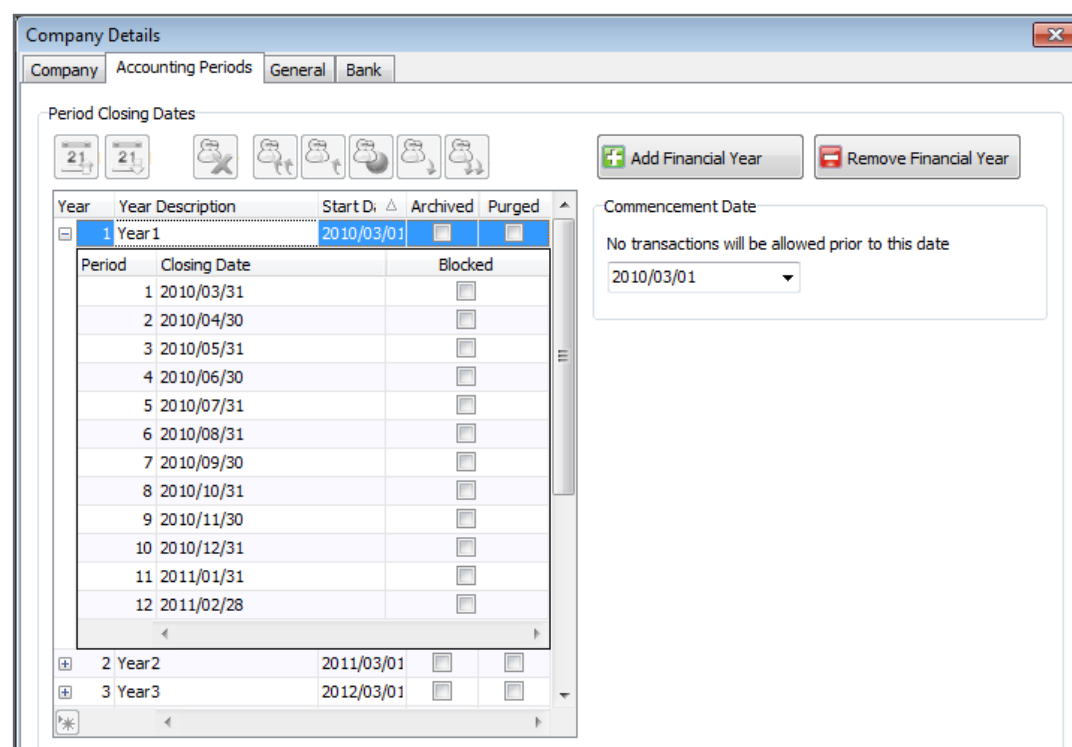 Company Details
Company Accounting Periods General Bank
Period Closing Dates
21 21 Add Financial Year Remove Financial Year
Year Year Description Start D Archived Purged
1 Year1 2010/03/01
Period Closing Date Blocked
1 2010/03/31
2 2010/04/30
3 2010/05/31
4 2010/06/30
5 2010/07/31
6 2010/08/31
7 2010/09/30
8 2010/10/31
9 2010/11/30
10 2010/12/31
11 2011/01/31
12 2011/02/28
2 Year2 2011/03/01
3 Year3 2012/03/01
Commencement Date
No transactions will be allowed prior to this date
2010/03/01